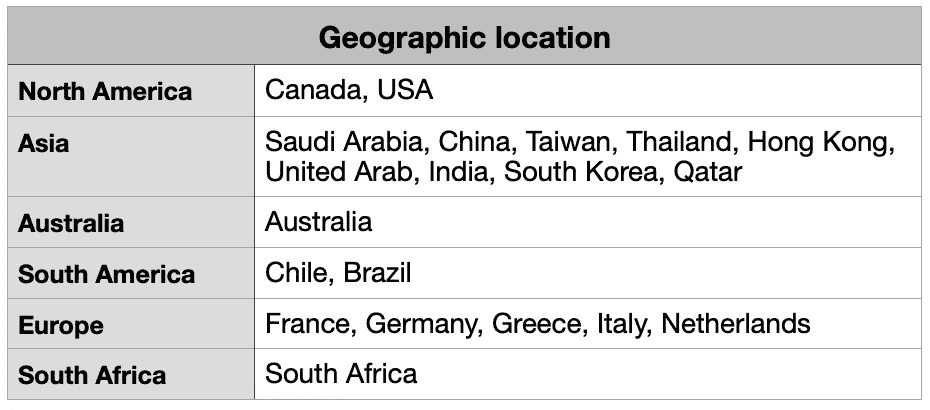 Geographic location
North America Canada, USA
Asia Saudi Arabia, China, Taiwan, Thailand, Hong Kong,
United Arab, India, South Korea, Qatar
Australia Australia
South America Chile, Brazil
Europe France, Germany, Greece, Italy, Netherlands
South Africa South Africa